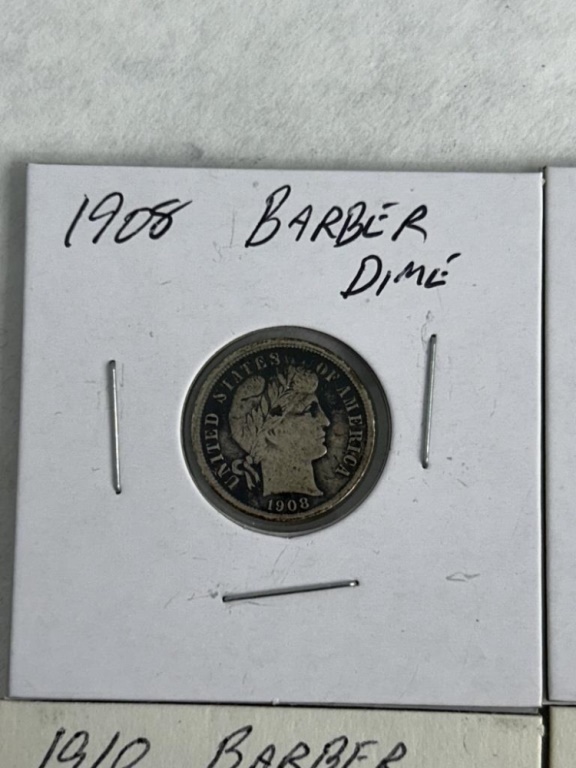 1908 BARBER
DIME
UNITED STATES OF AMERICA
1908
1910 BARBER